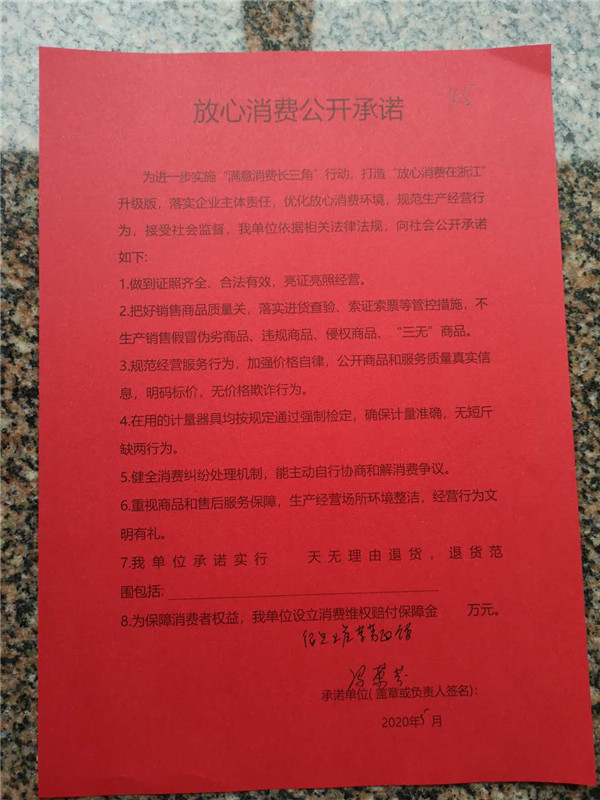 放心消费公开承诺
为进一步实施“满意消费长三角”行动，打造“放心消费在浙江”
升级版，落实企业主体责任，优化放心消费环境，规范生产经营行
为，接受社会监督，我单位依据相关法律法规，向社会公开承诺
如下:
1.做到证照齐全、合法有效，亮证亮照经营。
2.把好销售商品质量关，落实进货查验、索证索票等管控措施，不
生产销售假冒伪劣商品、违规商品、侵权商品、“三无”商品。
3.规范经营服务行为，加强价格自律，公开商品和服务质量真实信
息，明码标价，无价格欺诈行为。
4.在用的计量器具均按规定通过强制检定，确保计量准确，无短斤
缺两行为。
5.健全消费纠纷处理机制，能主动自行协商和解消费争议。
6.重视商品和售后服务保障，生产经营场所环境整洁，经营行为文
明有礼。
7.我单位承诺实行 天无理由退货，退货范
围包括:
8.为保障消费者权益，我单位设立消费维权赔付保障金 万元。
承诺单位(盖章或负责人签名):
2020年5月